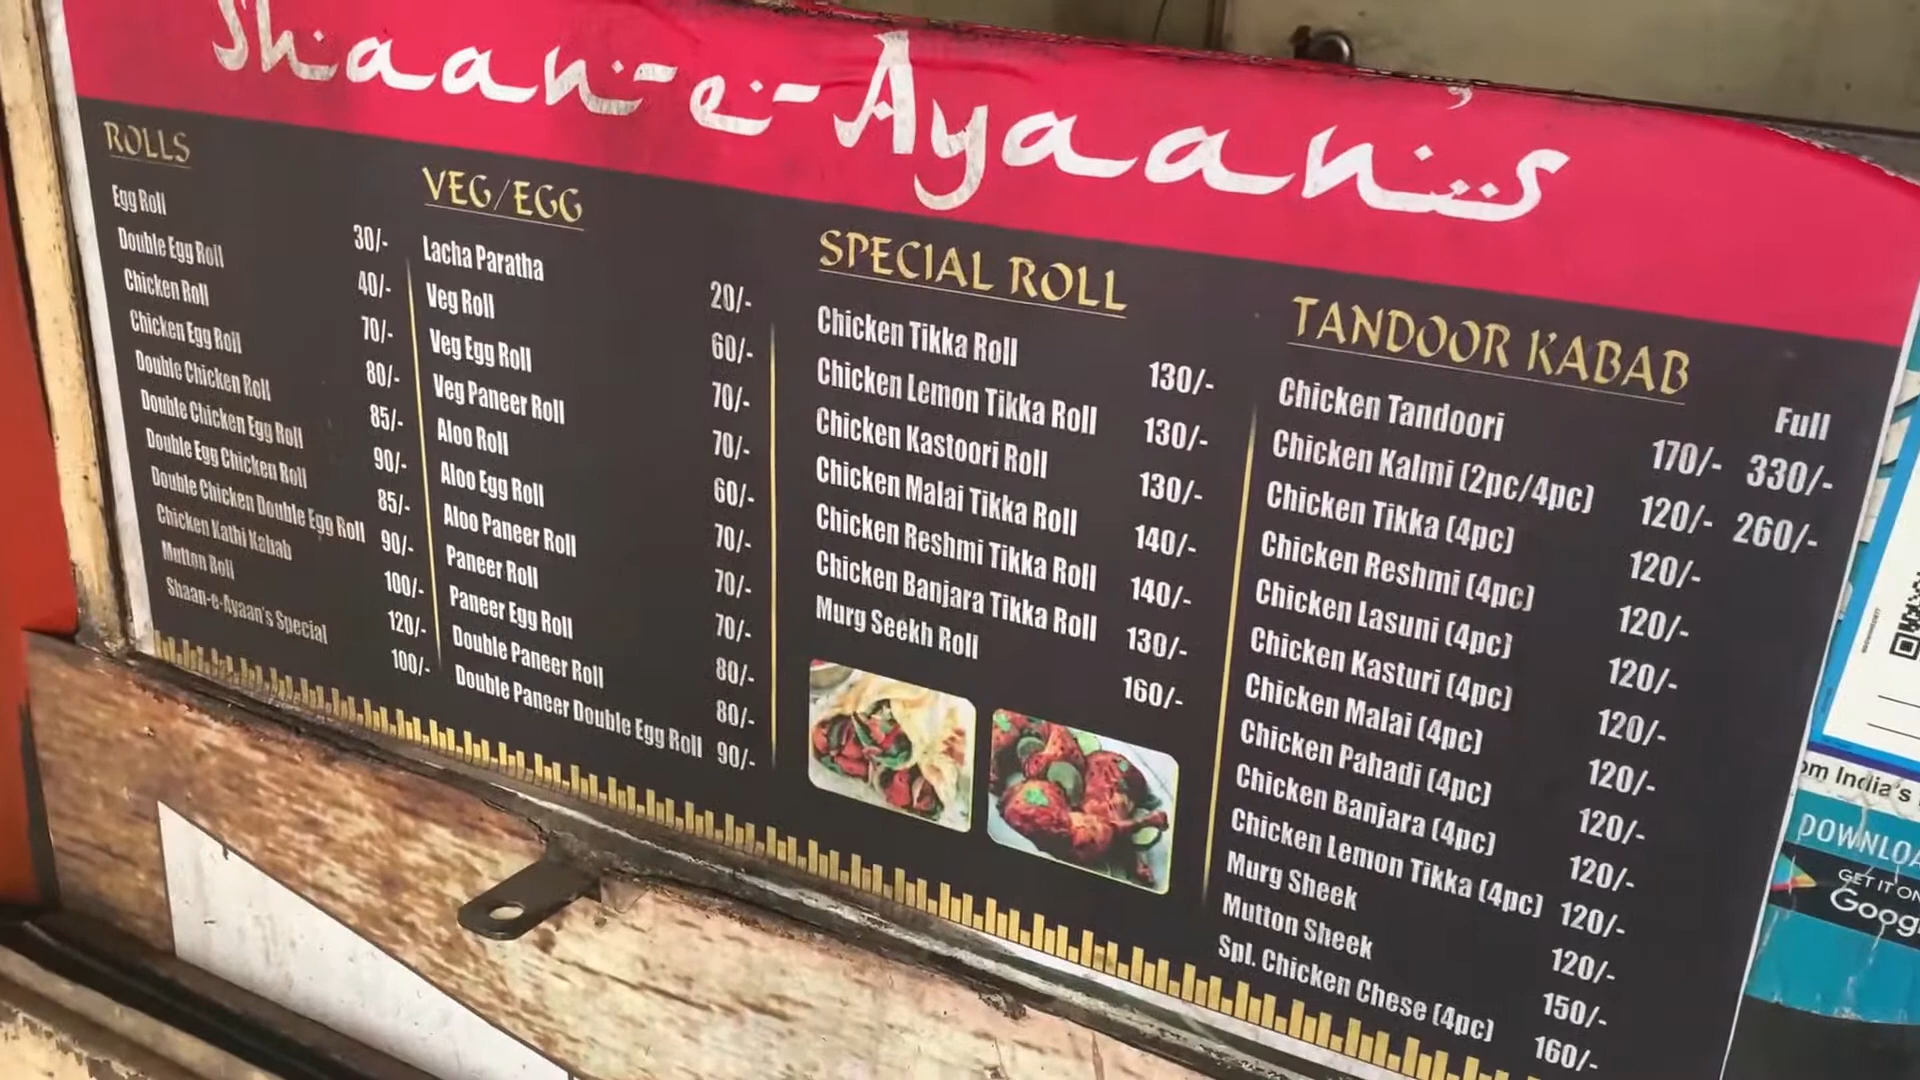 Shaan-e-Ayaan's
ROLLS
Egg Roll 30/-
Double Egg Roll 40/-
Chicken Roll 70/-
Chicken Egg Roll 80/-
Double Chicken Roll 85/-
Double Chicken Egg Roll 90/-
Double Egg Chicken Roll 85/-
Double Chicken Double Egg Roll 90/-
Chicken Kathi Kabab 100/-
Mutton Roll 120/-
Shaan-e-Ayaan's Special 100/-
VEG/EGG
Lacha Paratha 20/-
Veg Roll 60/-
Veg Egg Roll 70/-
Veg Paneer Roll 70/-
Aloo Roll 60/-
Aloo Egg Roll 70/-
Aloo Paneer Roll 70/-
Paneer Roll 70/-
Paneer Egg Roll 80/-
Double Paneer Roll 80/-
Double Paneer Double Egg Roll 90/-
SPECIAL ROLL
Chicken Tikka Roll 130/-
Chicken Lemon Tikka Roll 130/-
Chicken Kastoori Roll 130/-
Chicken Malai Tikka Roll 140/-
Chicken Reshmi Tikka Roll 140/-
Chicken Banjara Tikka Roll 130/-
Murg Seekh Roll 160/-
TANDOOR KABAB
Full
Chicken Tandoori 170/- 330/-
Chicken Kalmi (2pc/4pc) 120/- 260/-
Chicken Tikka (4pc) 120/-
Chicken Reshmi (4pc) 120/-
Chicken Lasuni (4pc) 120/-
Chicken Kasturi (4pc) 120/-
Chicken Malai (4pc) 120/-
Chicken Pahadi (4pc) 120/-
Chicken Banjara (4pc) 120/-
Chicken Lemon Tikka (4pc) 120/-
Murg Sheek 120/-
Mutton Sheek 150/-
Spl. Chicken Chese (4pc) 160/-
om India's
DOWNLOA
GET IT ON
Goog